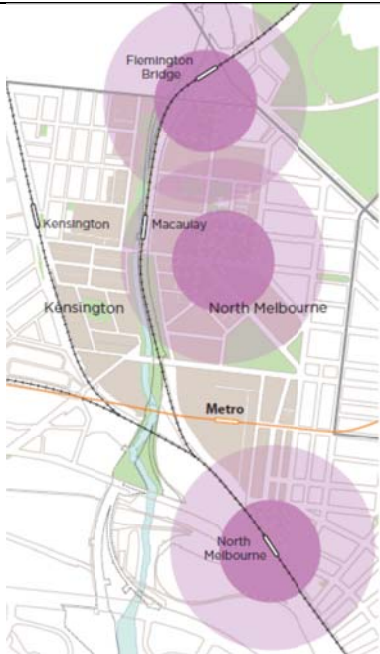 Flemington
Bridge
Kensington
Macaulay
Kensington
North Melbourne
Metro
North
Melbourne